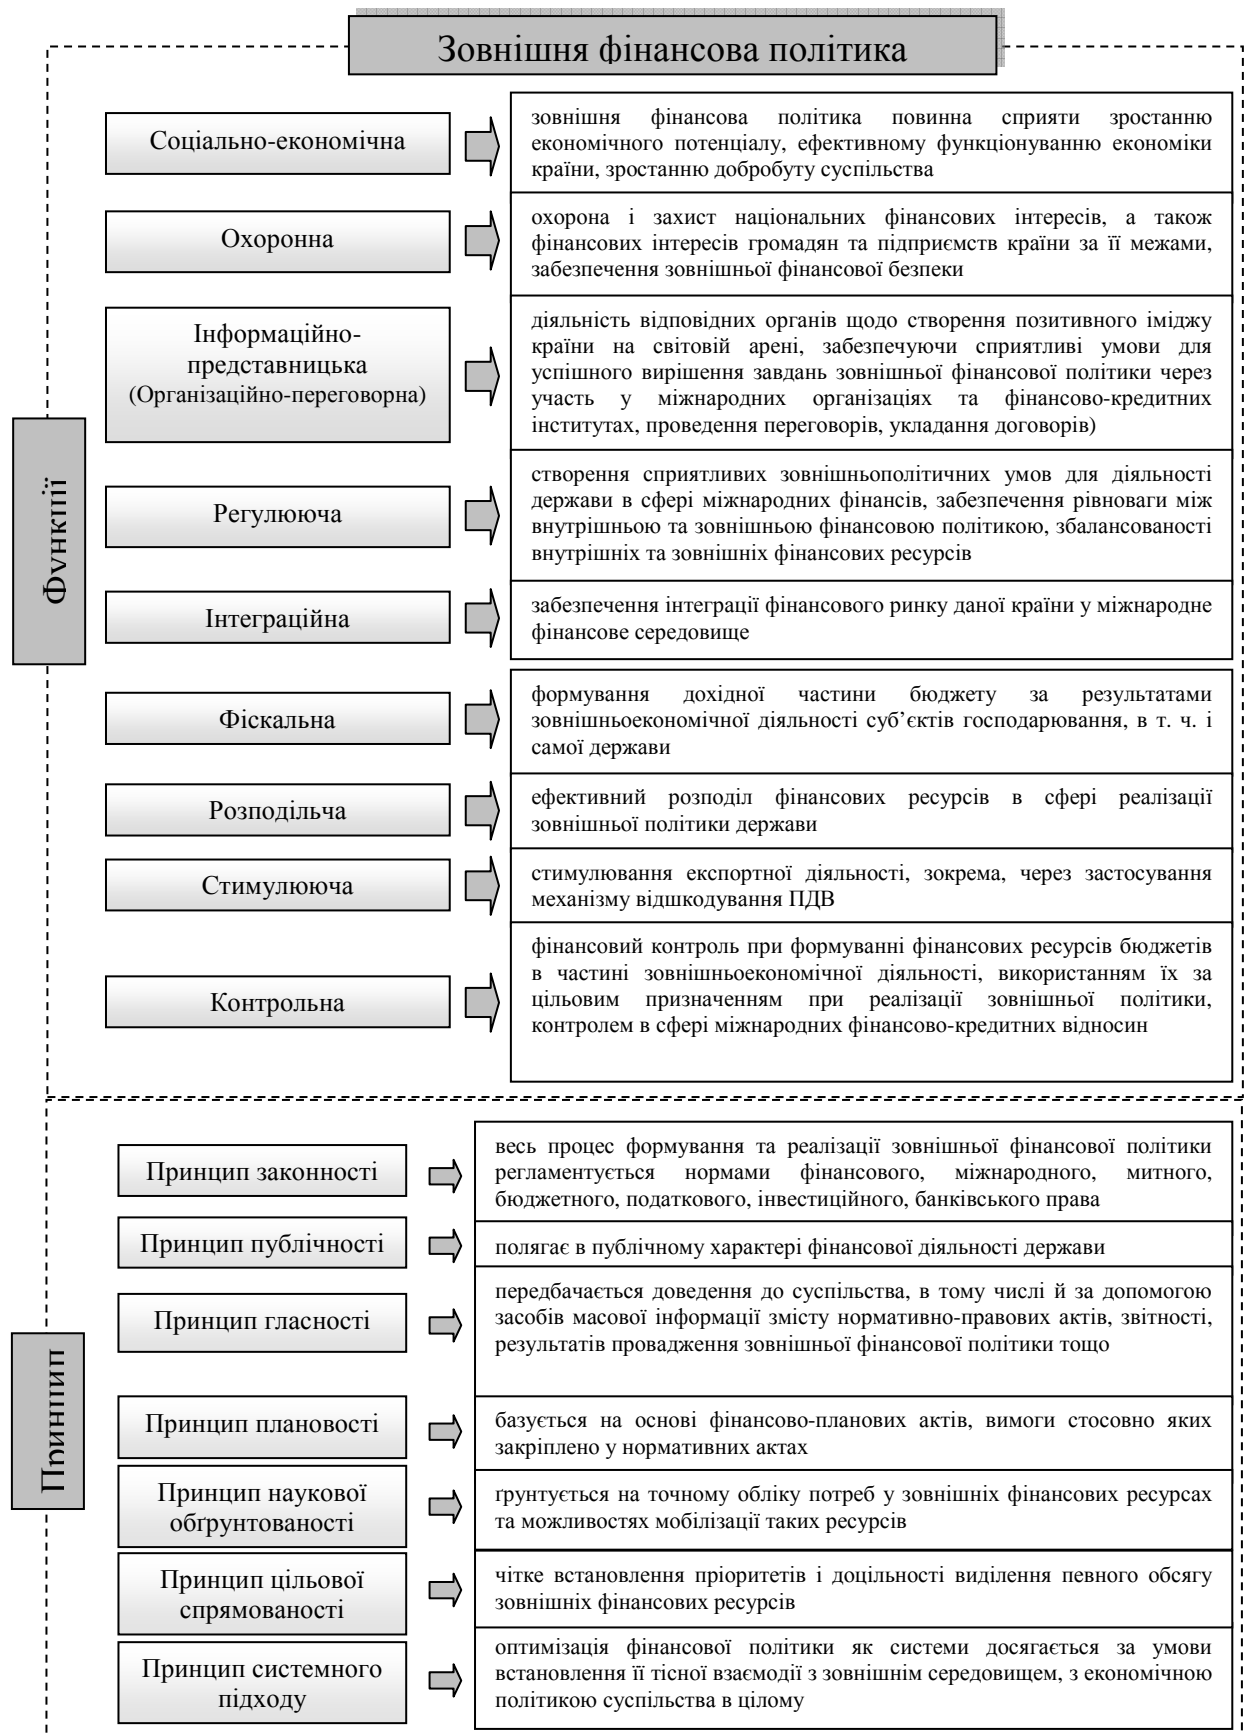 Зовнішня фінансова політика
Функції
Соціально-економічна
зовнішня фінансова політика повинна сприяти зростанню
економічного потенціалу, ефективному функціонуванню економіки
країни, зростанню добробуту суспільства
Охоронна
охорона і захист національних фінансових інтересів, а також
фінансових інтересів громадян та підприємств країни за її межами,
забезпечення зовнішньої фінансової безпеки
Інформаційно-
представницька
(Організаційно-переговорна)
діяльність відповідних органів щодо створення позитивного іміджу
країни на світовій арені, забезпечуючи сприятливі умови для
успішного вирішення завдань зовнішньої фінансової політики через
участь у міжнародних організаціях та фінансово-кредитних
інститутах, проведення переговорів, укладання договорів)
Регулююча
створення сприятливих зовнішньополітичних умов для діяльності
держави в сфері міжнародних фінансів, забезпечення рівноваги між
внутрішньою та зовнішньою фінансовою політикою, збалансованості
внутрішніх та зовнішніх фінансових ресурсів
Інтеграційна
забезпечення інтеграції фінансового ринку даної країни у міжнародне
фінансове середовище
Фіскальна
формування дохідної частини бюджету за результатами
зовнішньоекономічної діяльності суб’єктів господарювання, в т. ч. і
самої держави
Розподільча
ефективний розподіл фінансових ресурсів в сфері реалізації
зовнішньої політики держави
Стимулююча
стимулювання експортної діяльності, зокрема, через застосування
механізму відшкодування ПДВ
Контрольна
фінансовий контроль при формуванні фінансових ресурсів бюджетів
в частині зовнішньоекономічної діяльності, використанням їх за
цільовим призначенням при реалізації зовнішньої політики,
контролем в сфері міжнародних фінансово-кредитних відносин
Принцип
Принцип законності
весь процес формування та реалізації зовнішньої фінансової політики
регламентується нормами фінансового, міжнародного, митного,
бюджетного, податкового, інвестиційного, банківського права
Принцип публічності
полягає в публічному характері фінансової діяльності держави
Принцип гласності
передбачається доведення до суспільства, в тому числі й за допомогою
засобів масової інформації змісту нормативно-правових актів, звітності,
результатів провадження зовнішньої фінансової політики тощо
Принцип плановості
базується на основі фінансово-планових актів, вимоги стосовно яких
закріплено у нормативних актах
Принцип наукової
обґрунтованості
ґрунтується на точному обліку потреб у зовнішніх фінансових ресурсах
та можливостях мобілізації таких ресурсів
Принцип цільової
спрямованості
чітке встановлення пріоритетів і доцільності виділення певного обсягу
зовнішніх фінансових ресурсів
Принцип системного
підходу
оптимізація фінансової політики як системи досягається за умови
встановлення її тісної взаємодії з зовнішнім середовищем, з економічною
політикою суспільства в цілому